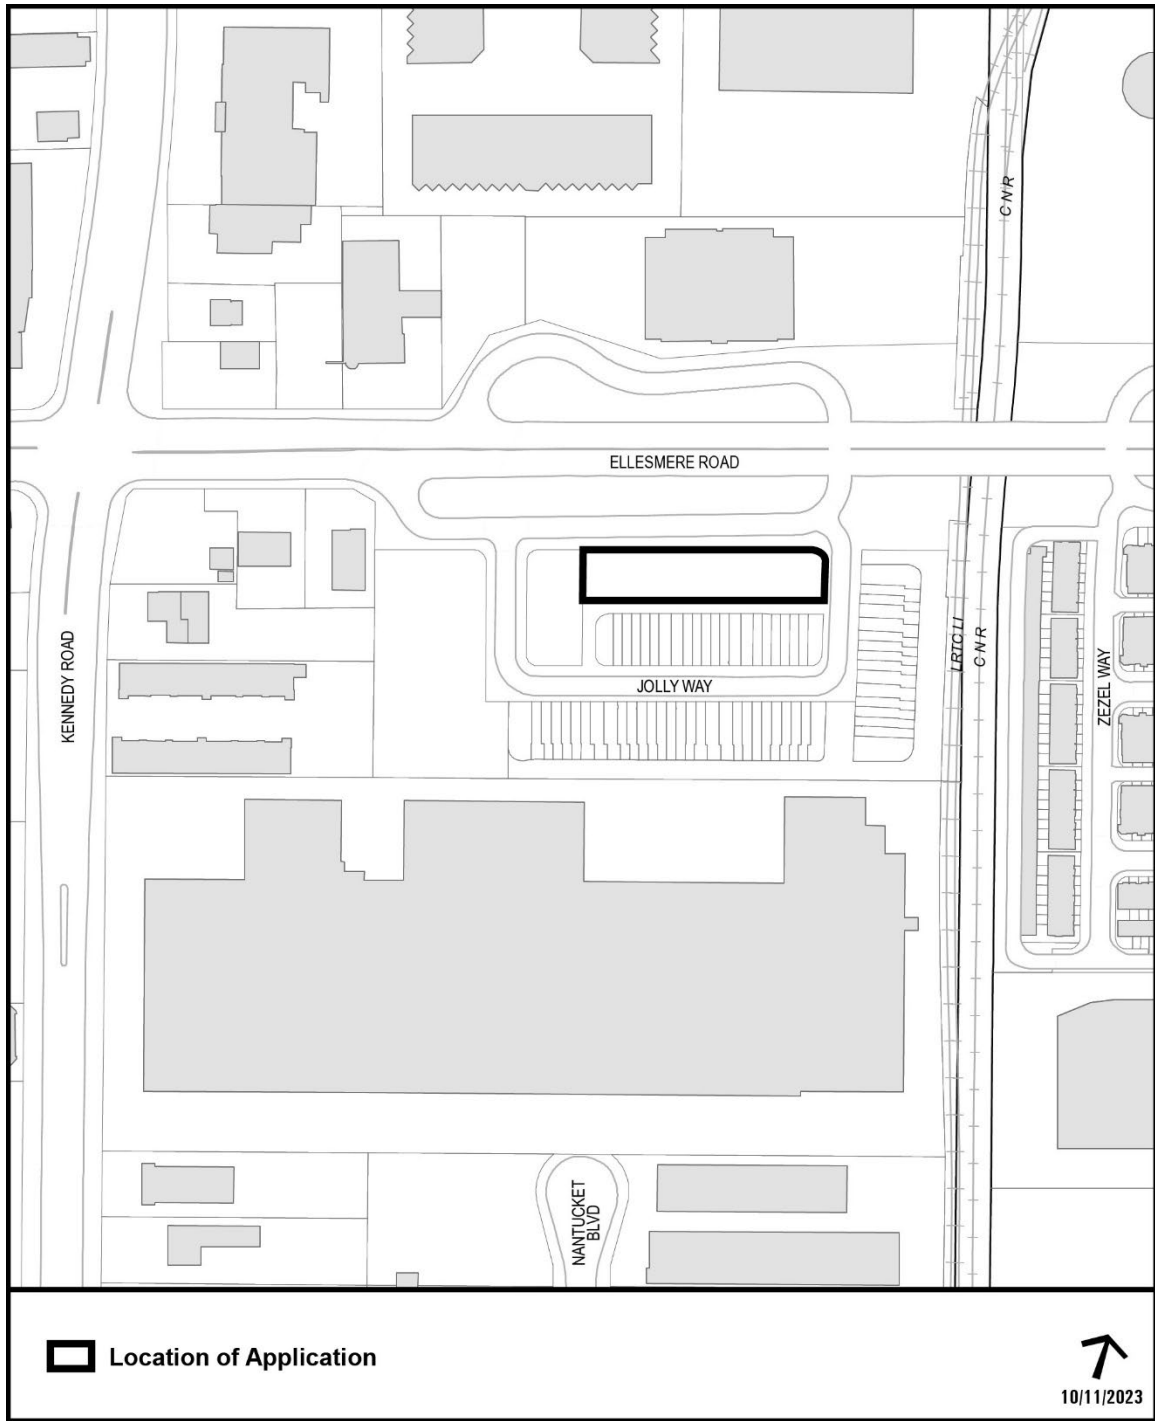 CNR
ELLESMERE ROAD
KENNEDY ROAD
LRTC LI
CNR
ZEZEL WAY
JOLLY WAY
NANTUCKET
BLVD
Location of Application
10/11/2023